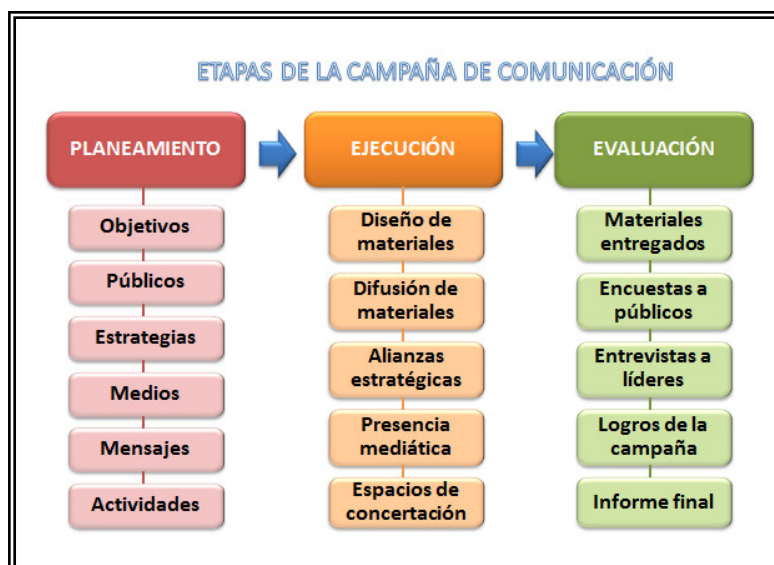 ETAPAS DE LA CAMPAÑA DE COMUNICACIÓN
PLANEAMIENTO
Objetivos
Públicos
Estrategias
Medios
Mensajes
Actividades
EJECUCIÓN
Diseño de
materiales
Difusión de
materiales
Alianzas
estratégicas
Presencia
mediática
Espacios de
concertación
EVALUACIÓN
Materiales
entregados
Encuestas a
públicos
Entrevistas a
líderes
Logros de la
campaña
Informe final